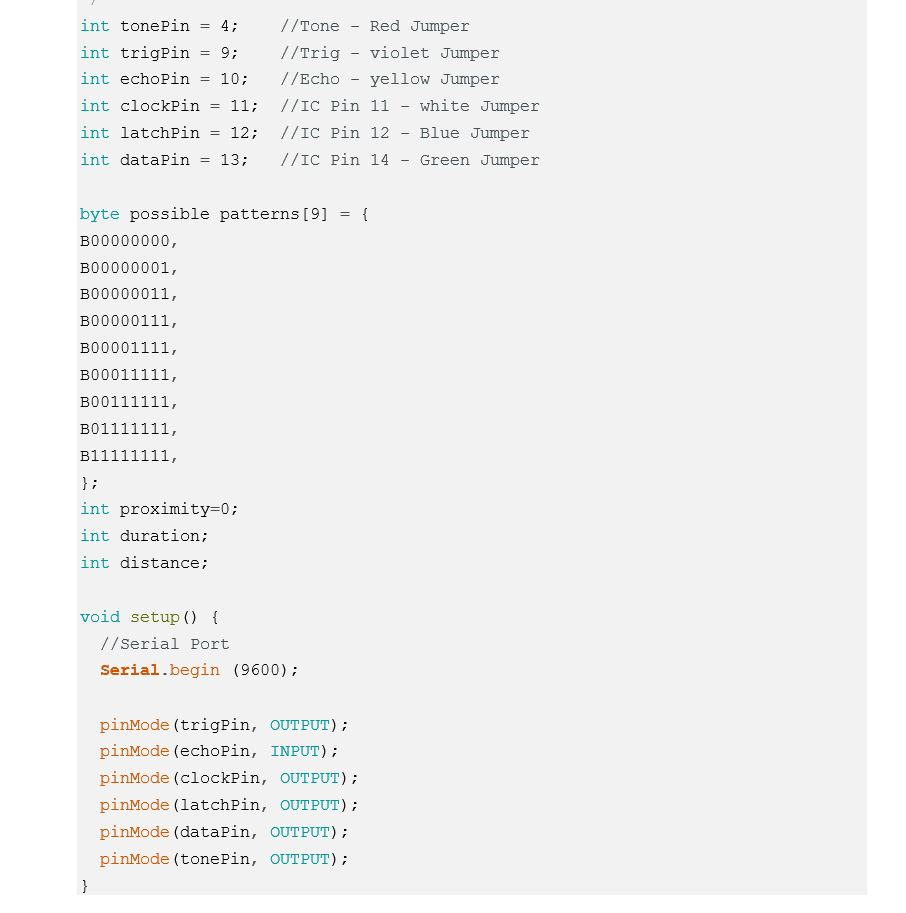 int tonePin = 4;    //Tone - Red Jumper
int trigPin = 9;    //Trig - violet Jumper
int echoPin = 10;   //Echo - yellow Jumper
int clockPin = 11;  //IC Pin 11 - white Jumper
int latchPin = 12;  //IC Pin 12 - Blue Jumper
int dataPin = 13;   //IC Pin 14 - Green Jumper

byte possible patterns[9] = {
B00000000,
B00000001,
B00000011,
B00000111,
B00001111,
B00011111,
B00111111,
B01111111,
B11111111,
};
int proximity=0;
int duration;
int distance;

void setup() {
  //Serial Port
  Serial.begin (9600);

  pinMode(trigPin, OUTPUT);
  pinMode(echoPin, INPUT);
  pinMode(clockPin, OUTPUT);
  pinMode(latchPin, OUTPUT);
  pinMode(dataPin, OUTPUT);
  pinMode(tonePin, OUTPUT);
}